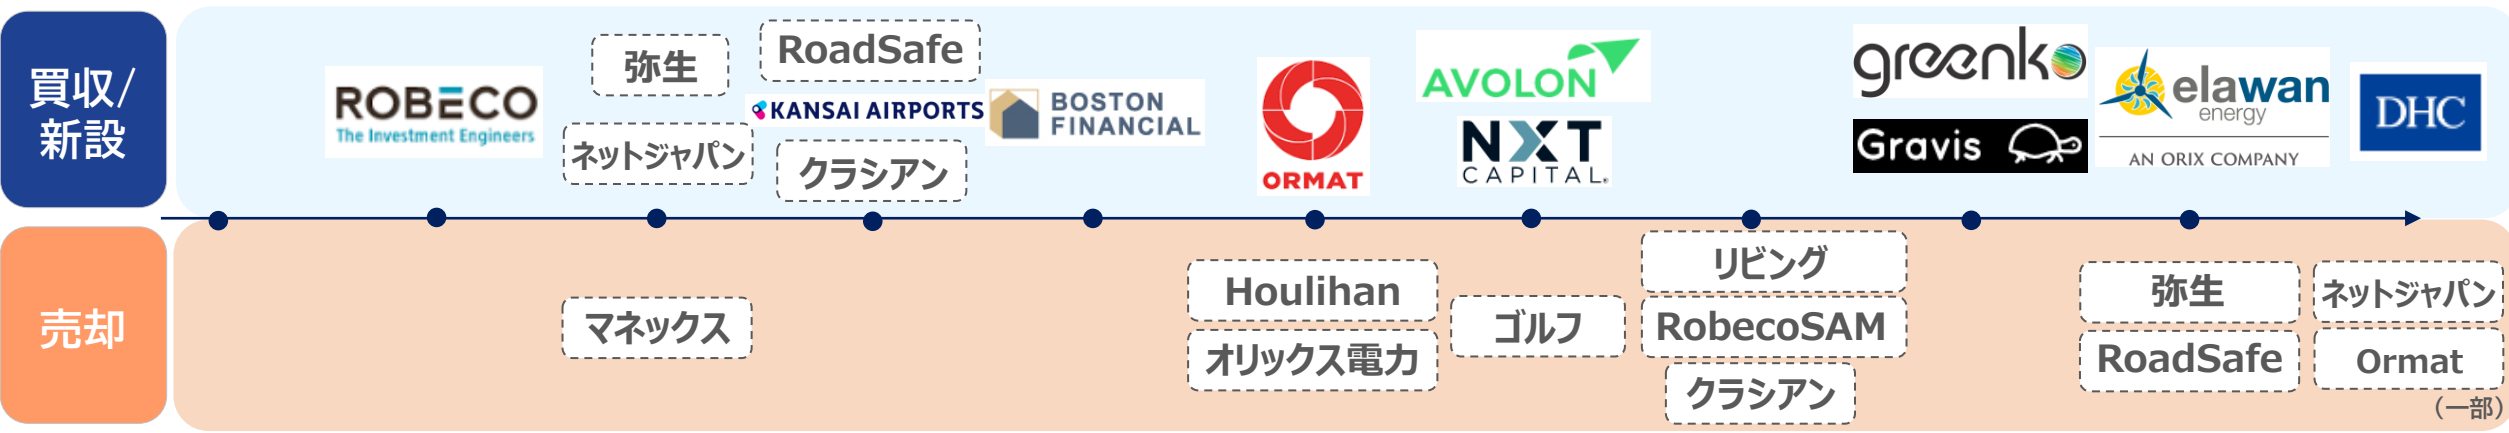 買収/
新設
ROBECO
The Investment Engineers
弥生
ネットジャパン
RoadSafe
KANSAI AIRPORTS
クラシアン
BOSTON
FINANCIAL
ORMAT
AVOLON
NXT
CAPITAL.
greenko
Gravis
elawan
energy
AN ORIX COMPANY
DHC
売却
マネックス
Houlihan
オリックス電力
ゴルフ
リビング
RobecoSAM
クラシアン
弥生
RoadSafe
ネットジャパン
Ormat
（一部）